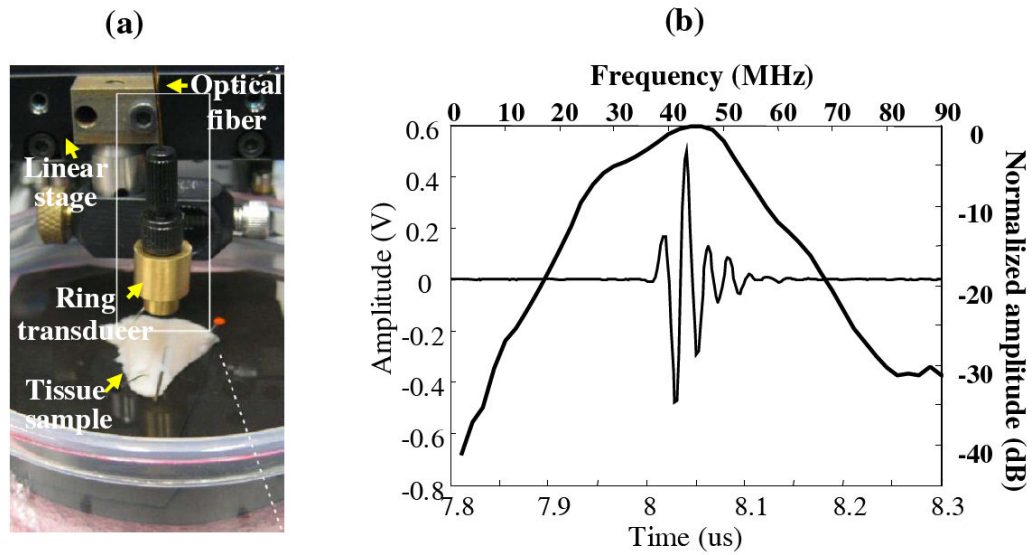 (a)
Optical
fiber
Linear
stage
Ring
transducer
Tissue
sample
(b)
Frequency (MHz)
0 10 20 30 40 50 60 70 80 90
0.6
0.4
0.2
0
-0.2
-0.4
-0.6
-0.8
Amplitude (V)
0
-10
-20
-30
-40
Normalized amplitude (dB)
7.8 7.9 8 8.1 8.2 8.3
Time (us)